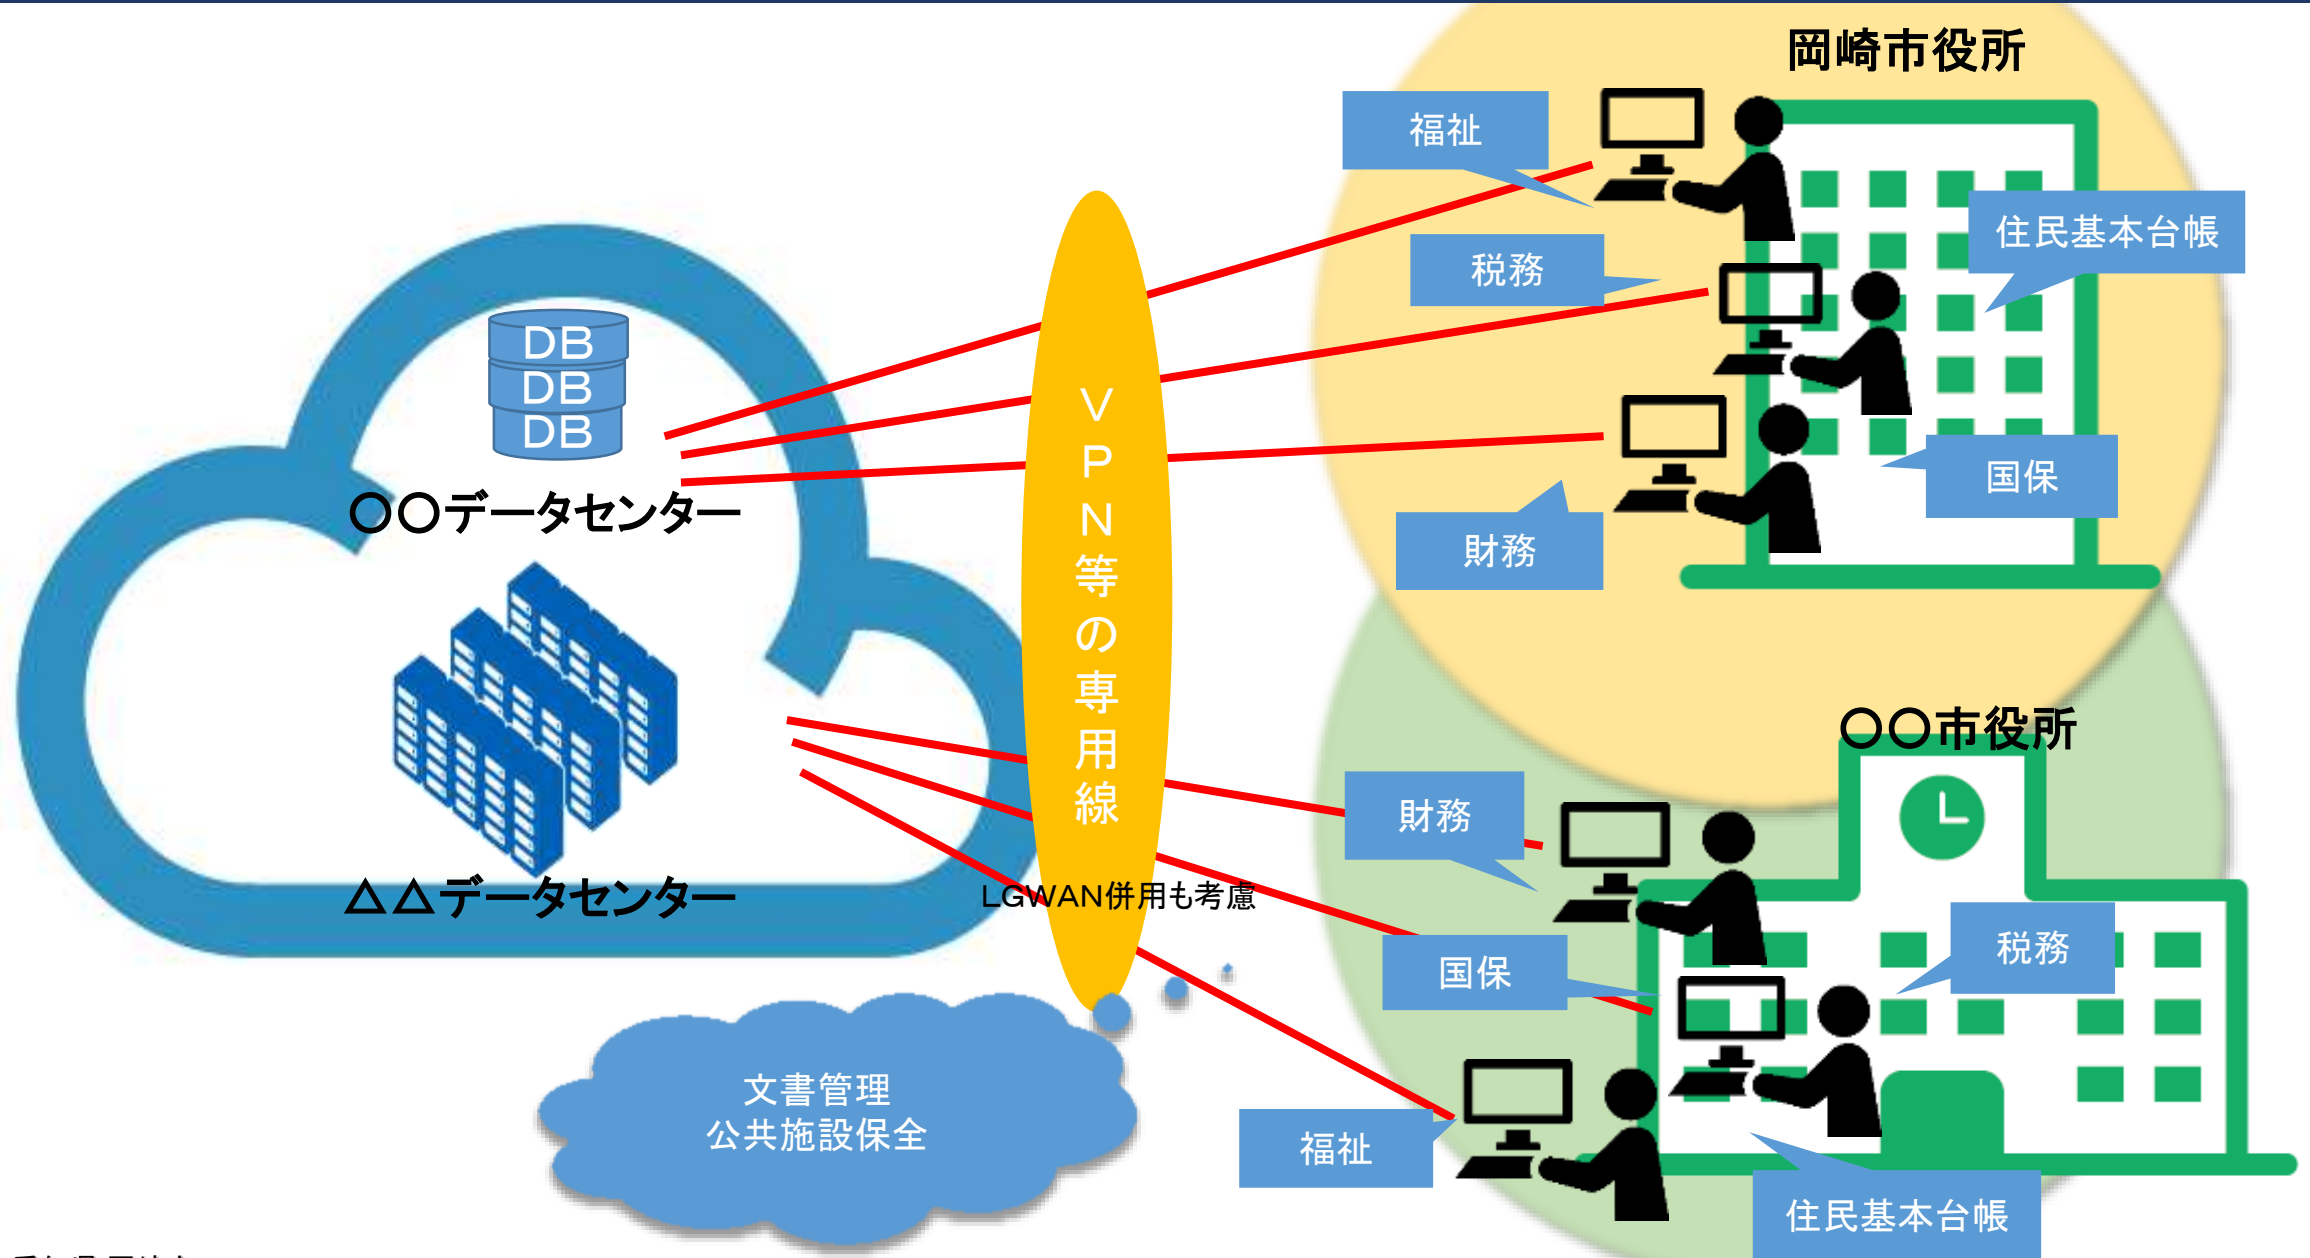 岡崎市役所
福祉
住民基本台帳
税務
国保
財務
DB
DB
DB
〇〇データセンター
△△データセンター
VPN等の専用線
LGWAN併用も考慮
〇〇市役所
財務
税務
国保
福祉
住民基本台帳
文書管理
公共施設保全